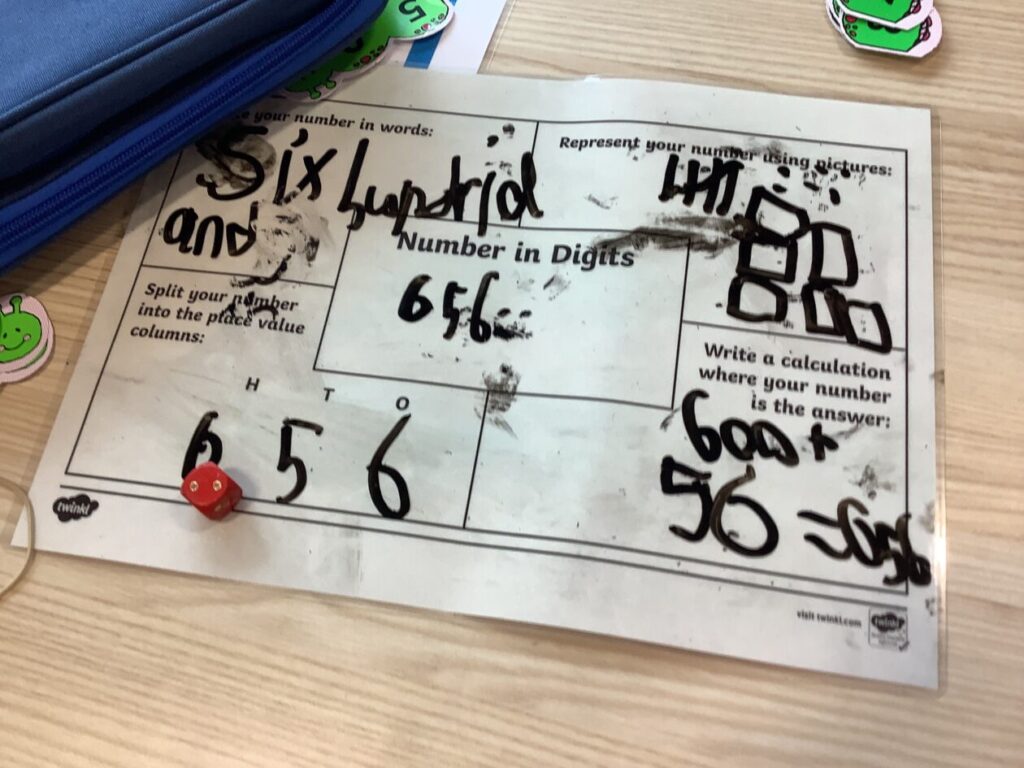 e your number in words:
Six hundrid
and
Represent your number using pictures:
Number in Digits
656
Split your number
into the place value
columns:
H T O
6 5 6
Write a calculation
where your number
is the answer:
600+
56 =656
twinkl
visit twinkl.com
twinkl
5